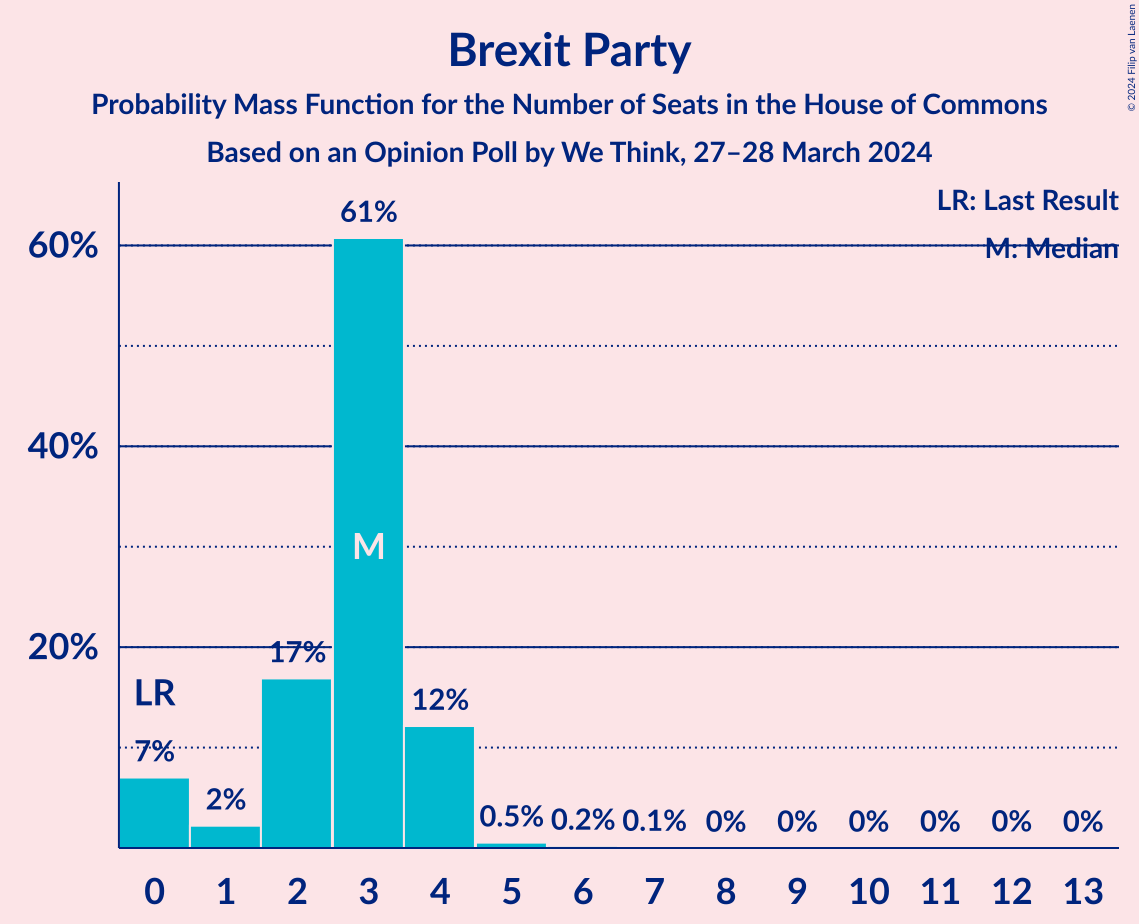 Brexit Party
Probability Mass Function for the Number of Seats in the House of Commons
Based on an Opinion Poll by We Think, 27–28 March 2024
© 2024 Filip van Laenen
LR: Last Result
M: Median
61%
60%
40%
M
20%
17%
LR
12%
7%
2%
0.5% 0.2% 0.1% 0% 0% 0% 0% 0% 0%
0 1 2 3 4 5 6 7 8 9 10 11 12 13